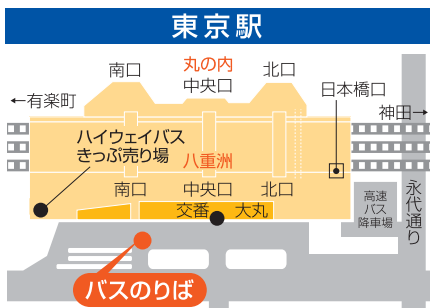 東京駅
丸の内
南口
中央口
北口
日本橋口
←有楽町
神田→
ハイウェイバス
きっぷ売り場
八重洲
南口
中央口
北口
交番
大丸
高速
バス
降車場
永代通り
バスのりば